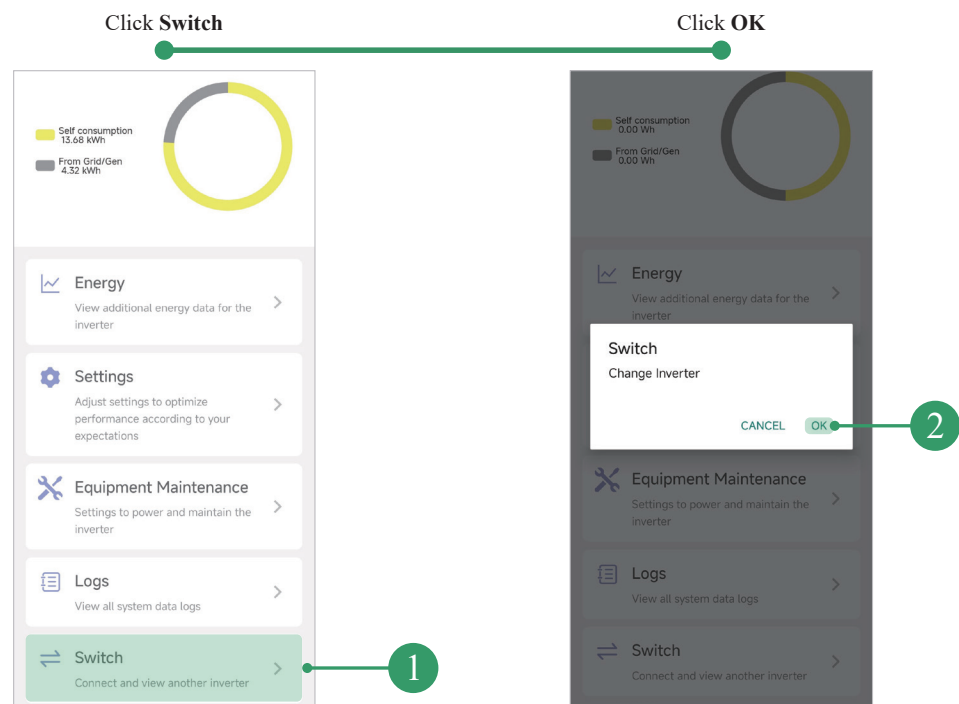 Click Switch
Click OK
Self consumption
13.68 kWh
From Grid/Gen
4.32 kWh
Energy
View additional energy data for the
inverter
Settings
Adjust settings to optimize
performance according to your
expectations
Equipment Maintenance
Settings to power and maintain the
inverter
Logs
View all system data logs
Switch
Connect and view another inverter
1
Self consumption
0.00 Wh
From Grid/Gen
0.00 Wh
Energy
View additional energy data for the
inverter
Switch
Change Inverter
CANCEL OK
2
Equipment Maintenance
Settings to power and maintain the
inverter
Logs
View all system data logs
Switch
Connect and view another inverter